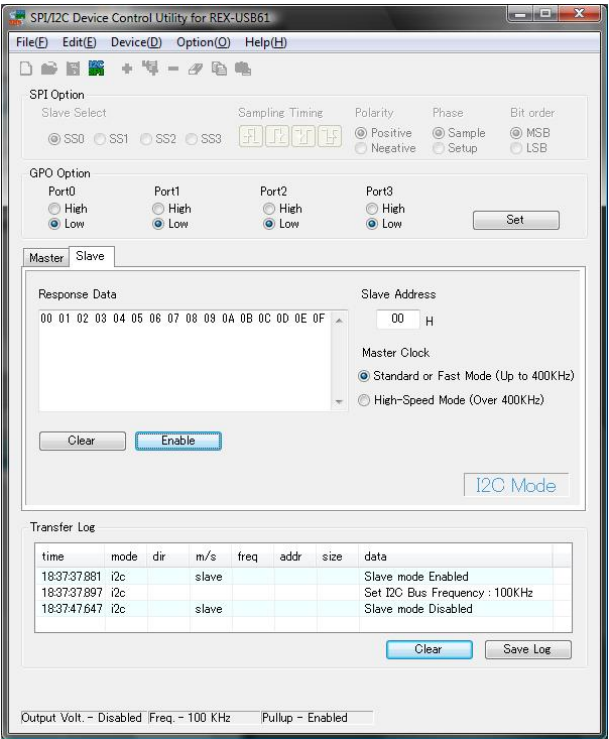 SPI/I2C Device Control Utility for REX-USB61
File(F) Edit(E) Device(D) Option(O) Help(H)
SPI Option
Slave Select Sampling Timing Polarity Phase Bit order
SS0 SS1 SS2 SS3 Positive Sample MSB
Negative Setup LSB
GPO Option
Port0 Port1 Port2 Port3
High High High High
Low Low Low Low Set
Master Slave
Response Data Slave Address
00 01 02 03 04 05 06 07 08 09 0A 0B 0C 0D 0E 0F 00 H
Master Clock
Standard or Fast Mode (Up to 400KHz)
High-Speed Mode (Over 400KHz)
Clear Enable
I2C Mode
Transfer Log
time mode dir m/s freq addr size data
18:37:37.881 i2c slave Slave mode Enabled
18:37:37.897 i2c Set I2C Bus Frequency : 100KHz
18:37:47.647 i2c slave Slave mode Disabled
Clear Save Log
Output Volt. - Disabled Freq. - 100 KHz Pullup - Enabled